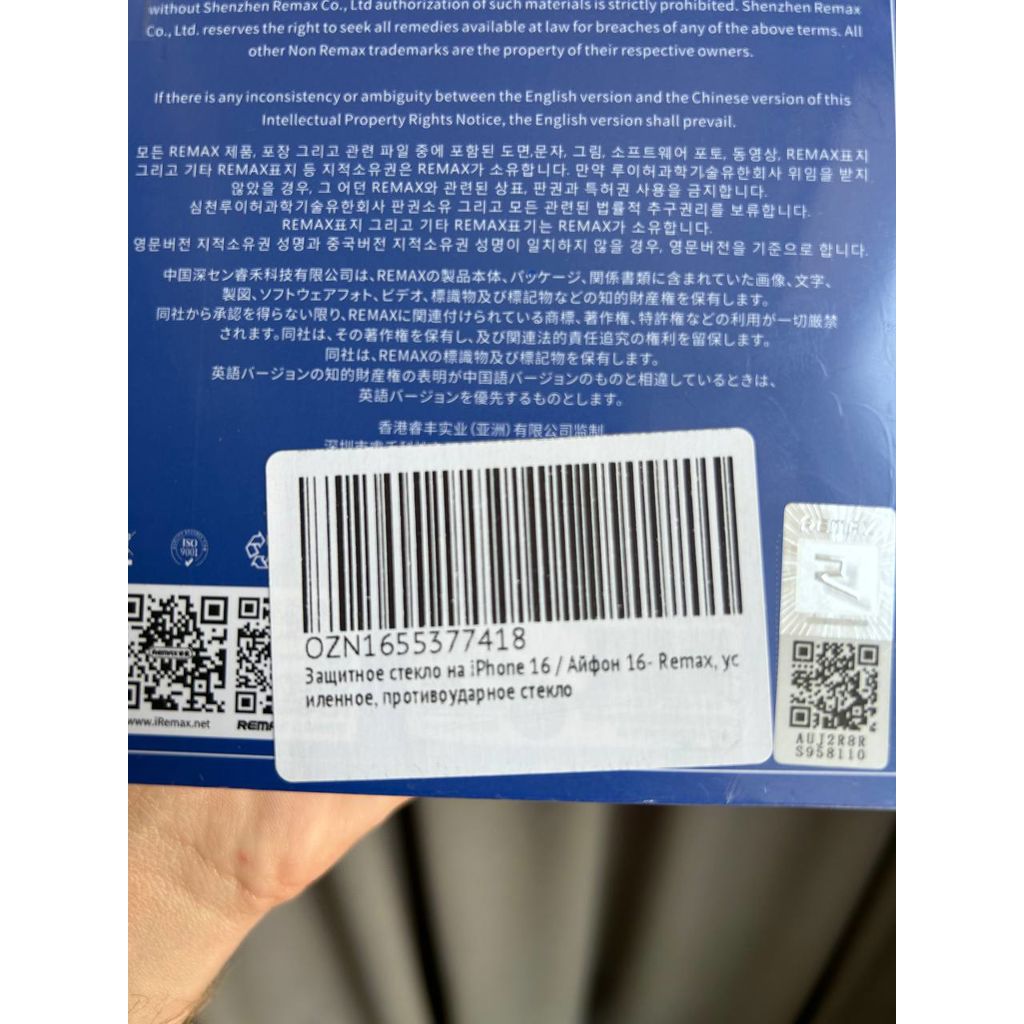 without Shenzhen Remax Co., Ltd authorization of such materials is strictly prohibited. Shenzhen Remax
Co., Ltd. reserves the right to seek all remedies available at law for breaches of any of the above terms. All
other Non Remax trademarks are the property of their respective owners.
If there is any inconsistency or ambiguity between the English version and the Chinese version of this
Intellectual Property Rights Notice, the English version shall prevail.
모든 REMAX 제품, 포장 그리고 관련 파일 중에 포함된 도면,문자, 그림, 소프트웨어 포토, 동영상, REMAX표지
그리고 기타 REMAX표지 등 지적소유권은 REMAX가 소유합니다. 만약 루이허과학기술유한회사 위임을 받지
않았을 경우, 그 어떤 REMAX와 관련된 상표, 판권과 특허권 사용을 금지합니다.
심천루이허과학기술유한회사 판권소유 그리고 모든 관련된 법률적 추구권리를 보류합니다.
REMAX표지 그리고 기타 REMAX표기는 REMAX가 소유합니다.
영문버전 지적소유권 성명과 중국버전 지적소유권 성명이 일치하지 않을 경우, 영문버전을 기준으로 합니다.
中国深セン睿禾科技有限公司は、REMAXの製品本体、パッケージ、関係書類に含まれていた画像、文字、
製図、ソフトウェアフォト、ビデオ、標識物及び標記物などの知的財産権を保有します。
同社から承認を得らない限り、REMAXに関連付けられている商標、著作権、特許権などの利用が一切厳禁
されます。同社は、その著作権を保有し、及び関連法的責任追究の権利を留保します。
同社は、REMAXの標識物及び標記物を保有します。
英語バージョンの知的財産権の表明が中国語バージョンのものと相違しているときは、
英語バージョンを優先するものとします。
香港睿丰实业(亚洲)有限公司监制
ISO
9001
REMAX
OZN1655377418
Защитное стекло на iPhone 16 / Айфон 16- Remax, ус
иленное, противоударное стекло
www.iRemax.net
AUJ2R8R
S958110